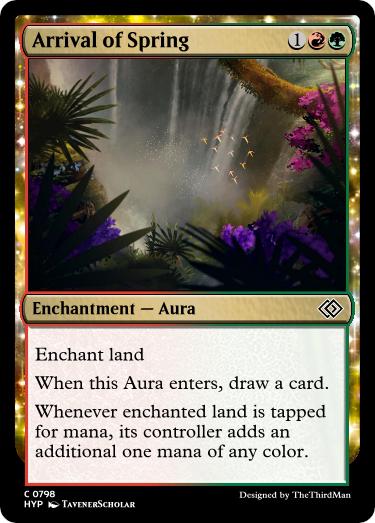 Arrival of Spring 1
Enchantment — Aura
Enchant land
When this Aura enters, draw a card.
Whenever enchanted land is tapped
for mana, its controller adds an
additional one mana of any color.
C 0798
HYP TavenerScholar
Designed by TheThirdMan